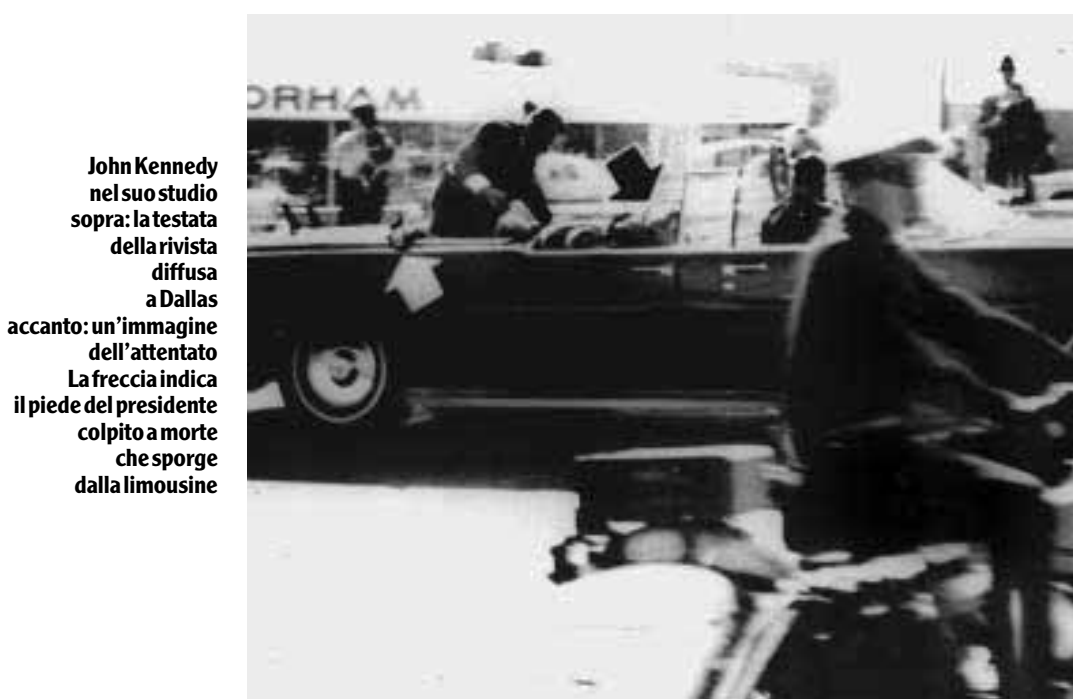 John Kennedy
nel suo studio
sopra: la testata
della rivista
diffusa
a Dallas
accanto: un'immagine
dell'attentato
La freccia indica
il piede del presidente
colpito a morte
che sporge
dalla limousine
ORHAM